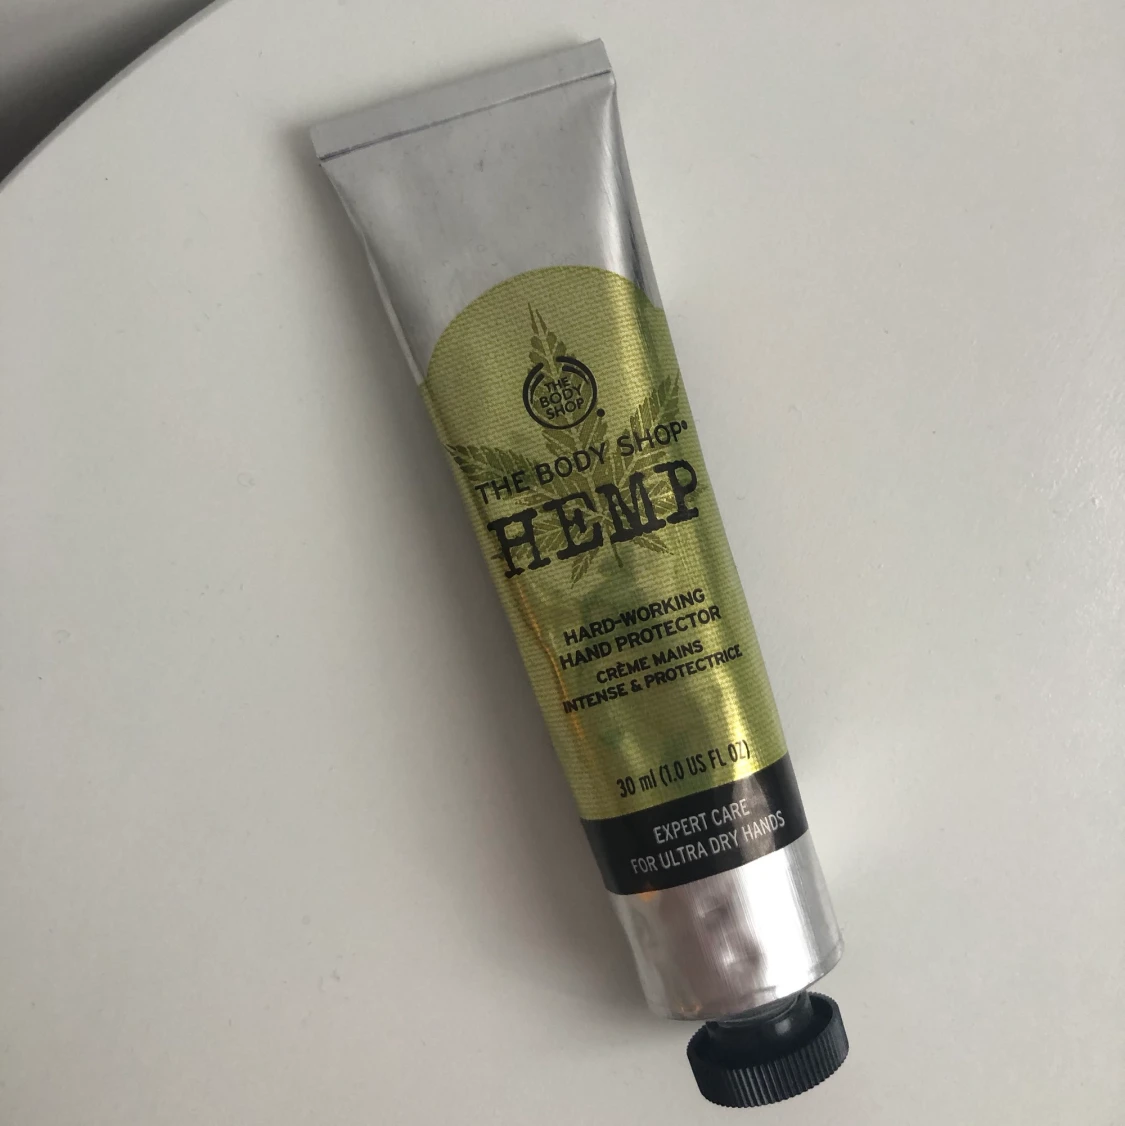 THE
BODY
SHOP
THE BODY SHOP®
HEMP
HARD-WORKING
HAND PROTECTOR
CRÈME MAINS
INTENSE & PROTECTRICE
30 ml (1.0 US FL OZ)
EXPERT CARE
FOR ULTRA DRY HANDS